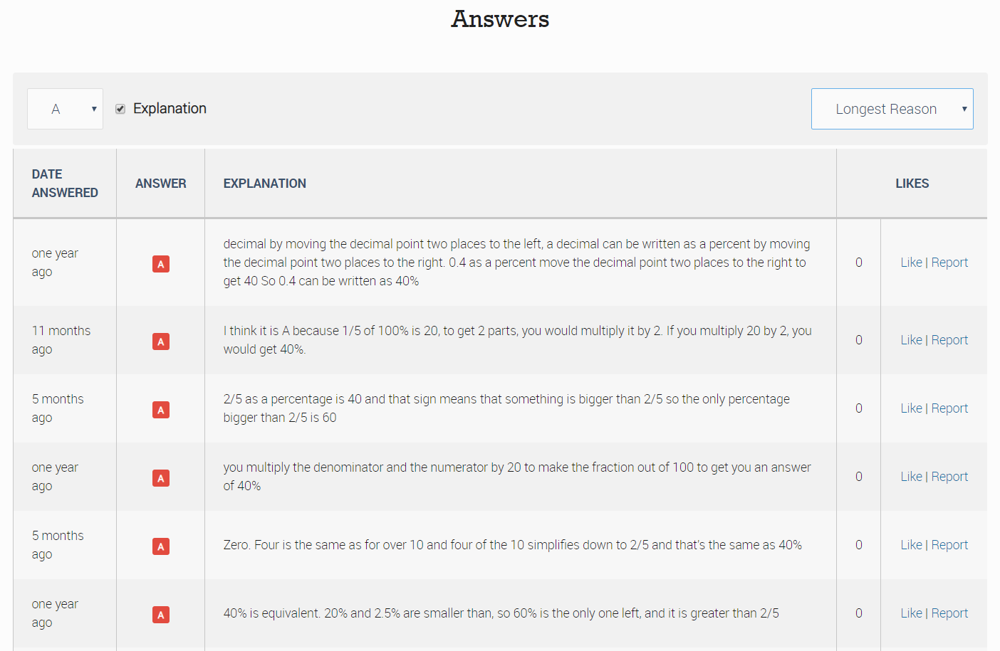 Answers
A
Explanation
Longest Reason
DATE
ANSWERED
ANSWER
EXPLANATION
LIKES
one year
ago
A
decimal by moving the decimal point two places to the left, a decimal can be written as a percent by moving
the decimal point two places to the right. 0.4 as a percent move the decimal point two places to the right to
get 40 So 0.4 can be written as 40%
0
Like | Report
11 months
ago
A
I think it is A because 1/5 of 100% is 20, to get 2 parts, you would multiply it by 2. If you multiply 20 by 2, you
would get 40%.
0
Like | Report
5 months
ago
A
2/5 as a percentage is 40 and that sign means that something is bigger than 2/5 so the only percentage
bigger than 2/5 is 60
0
Like | Report
one year
ago
A
you multiply the denominator and the numerator by 20 to make the fraction out of 100 to get you an answer
of 40%
0
Like | Report
5 months
ago
A
Zero. Four is the same as for over 10 and four of the 10 simplifies down to 2/5 and that's the same as 40%
0
Like | Report
one year
ago
A
40% is equivalent. 20% and 2.5% are smaller than, so 60% is the only one left, and it is greater than 2/5
0
Like | Report